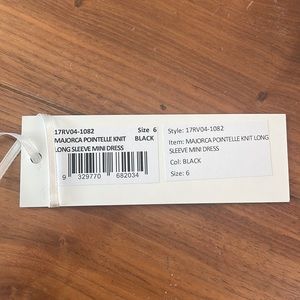 17RV04-1082 Size 6
MAJORCA POINTELLE KNIT BLACK
LONG SLEEVE MINI DRESS
9 329770 682034
Style: 17RV04-1082
Item: MAJORCA POINTELLE KNIT LONG
SLEEVE MINI DRESS
Col: BLACK
Size: 6